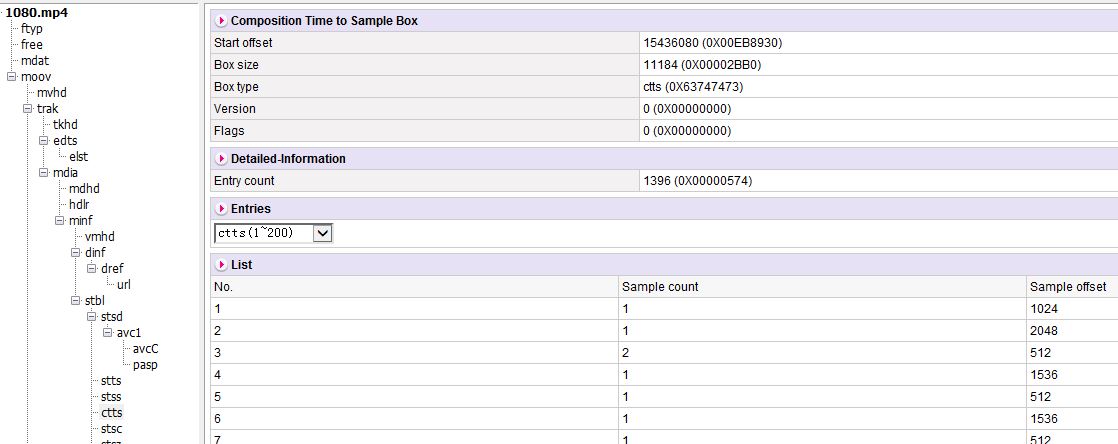 1080.mp4
ftyp
free
mdat
moov
mvhd
trak
tkhd
edts
elst
mdia
mdhd
hdlr
minf
vmhd
dinf
dref
url
stbl
stsd
avc1
avcC
pasp
stts
stss
ctts
stsc
stsz
Composition Time to Sample Box
Start offset 15436080 (0X00EB8930)
Box size 11184 (0X00002BB0)
Box type ctts (0X63747473)
Version 0 (0X00000000)
Flags 0 (0X00000000)
Detailed-Information
Entry count 1396 (0X00000574)
Entries
ctts(1~200)
List
No. Sample count Sample offset
1 1 1024
2 1 2048
3 2 512
4 1 1536
5 1 512
6 1 1536
7 1 512